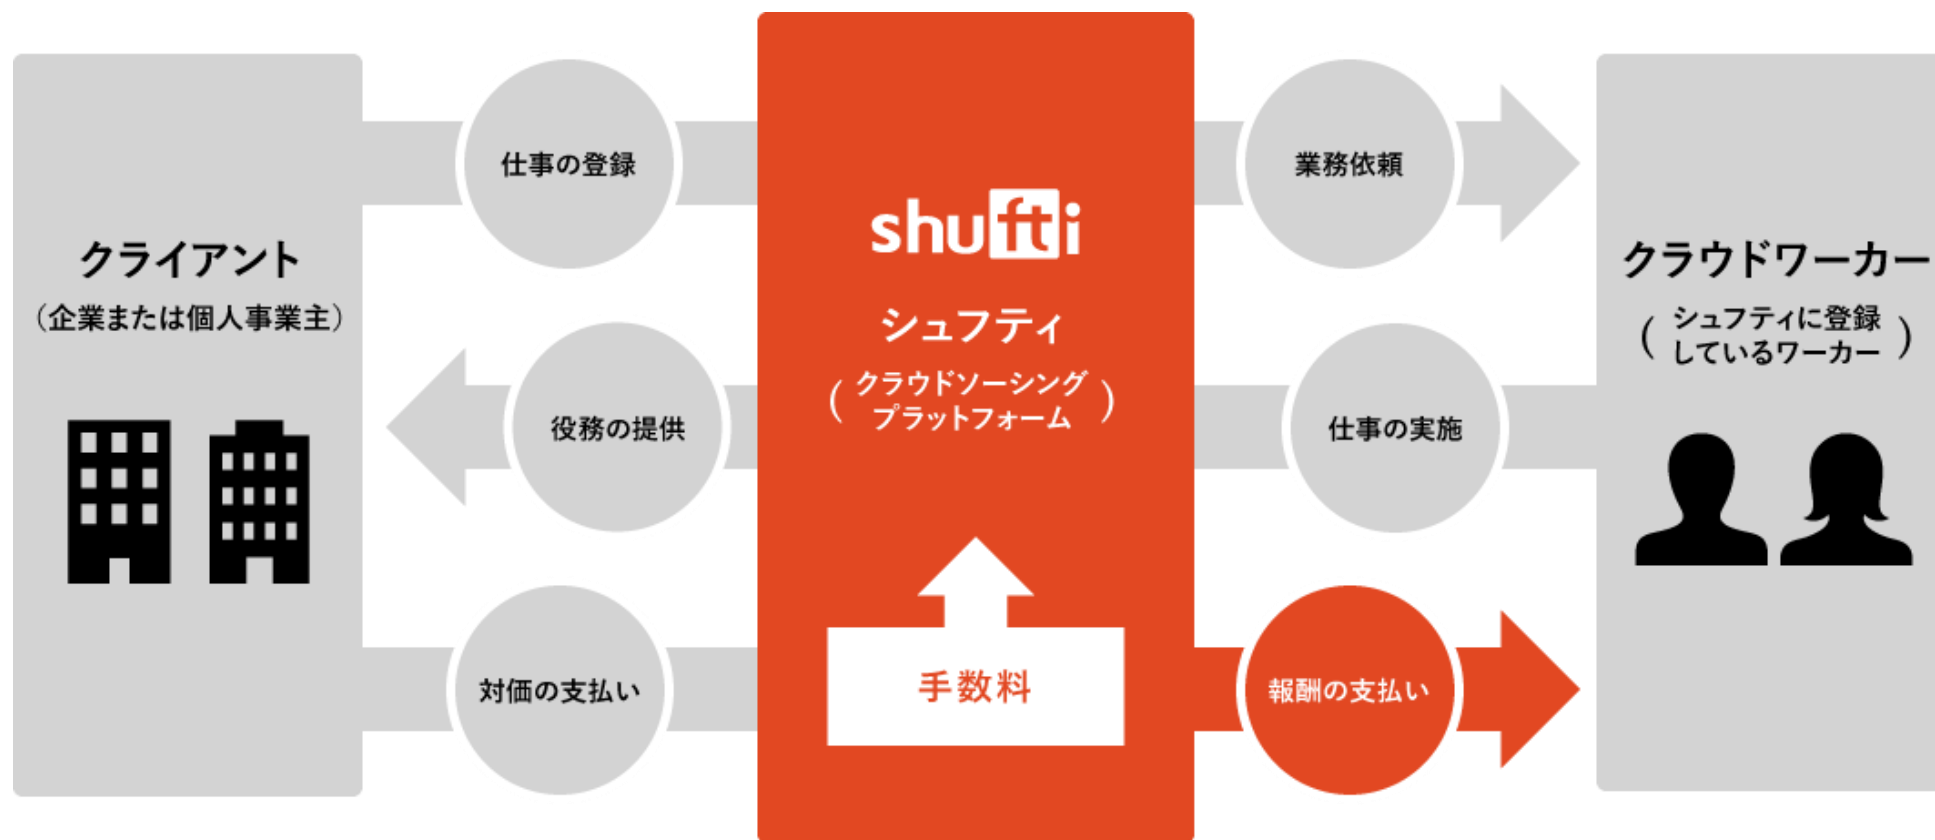 クライアント
（企業または個人事業主）
仕事の登録
役務の提供
対価の支払い
shufti
シュフティ
（クラウドソーシング
プラットフォーム）
手数料
業務依頼
仕事の実施
報酬の支払い
クラウドワーカー
（シュフティに登録
しているワーカー）